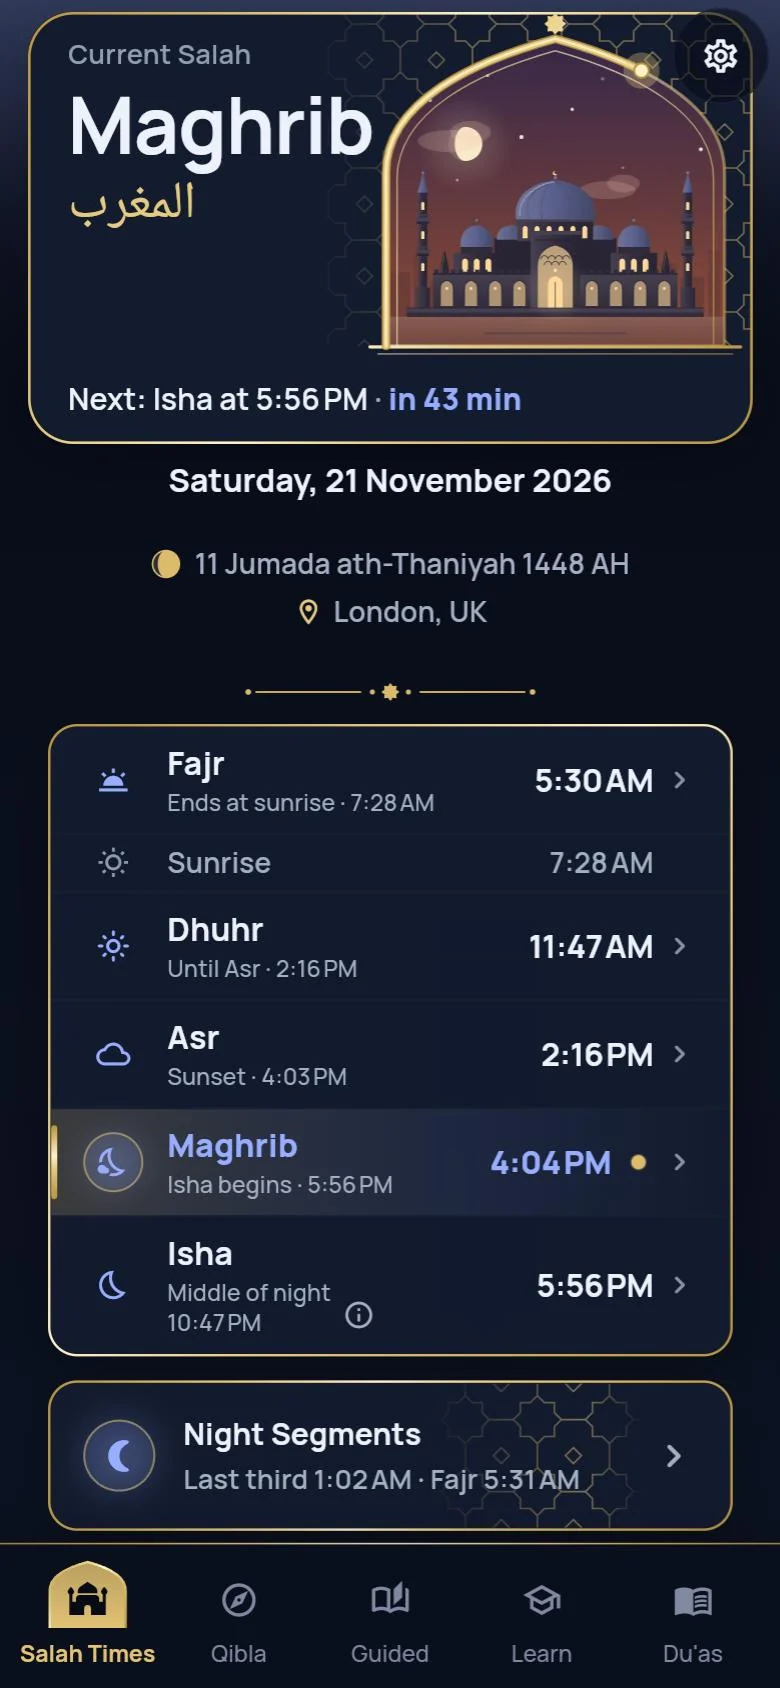 Current Salah
Maghrib
المغرب
Next: Isha at 5:56 PM · in 43 min
Saturday, 21 November 2026
11 Jumada ath-Thaniyah 1448 AH
London, UK
Fajr
Ends at sunrise · 7:28 AM
5:30 AM
Sunrise
7:28 AM
Dhuhr
Until Asr · 2:16 PM
11:47 AM
Asr
Sunset · 4:03 PM
2:16 PM
Maghrib
Isha begins · 5:56 PM
4:04 PM
Isha
Middle of night
10:47 PM
5:56 PM
Night Segments
Last third 1:02 AM · Fajr 5:31 AM
Salah Times
Qibla
Guided
Learn
Du'as